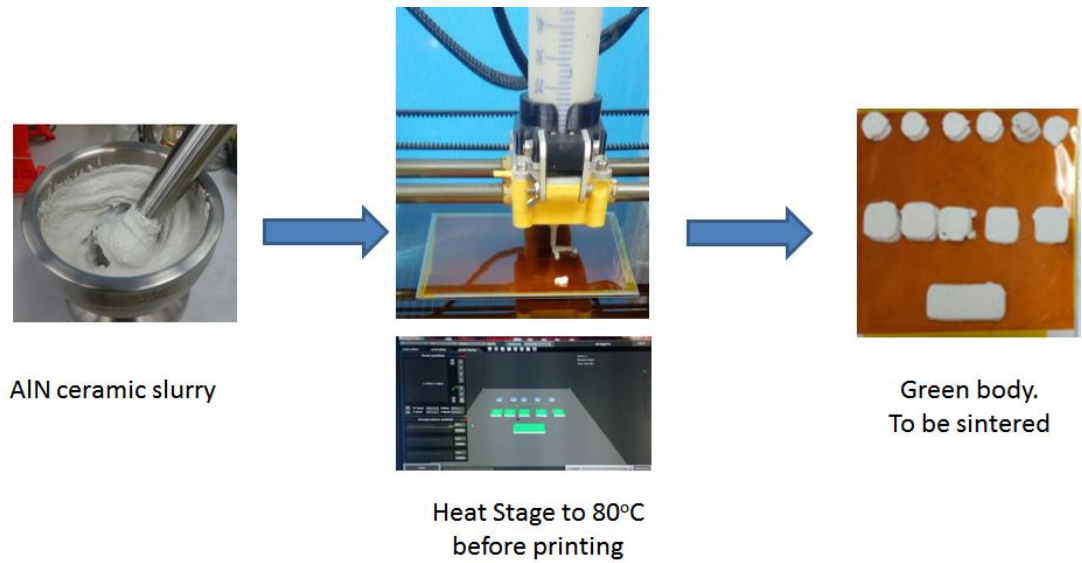 AlN ceramic slurry
Heat Stage to 80°C
before printing
Green body.
To be sintered